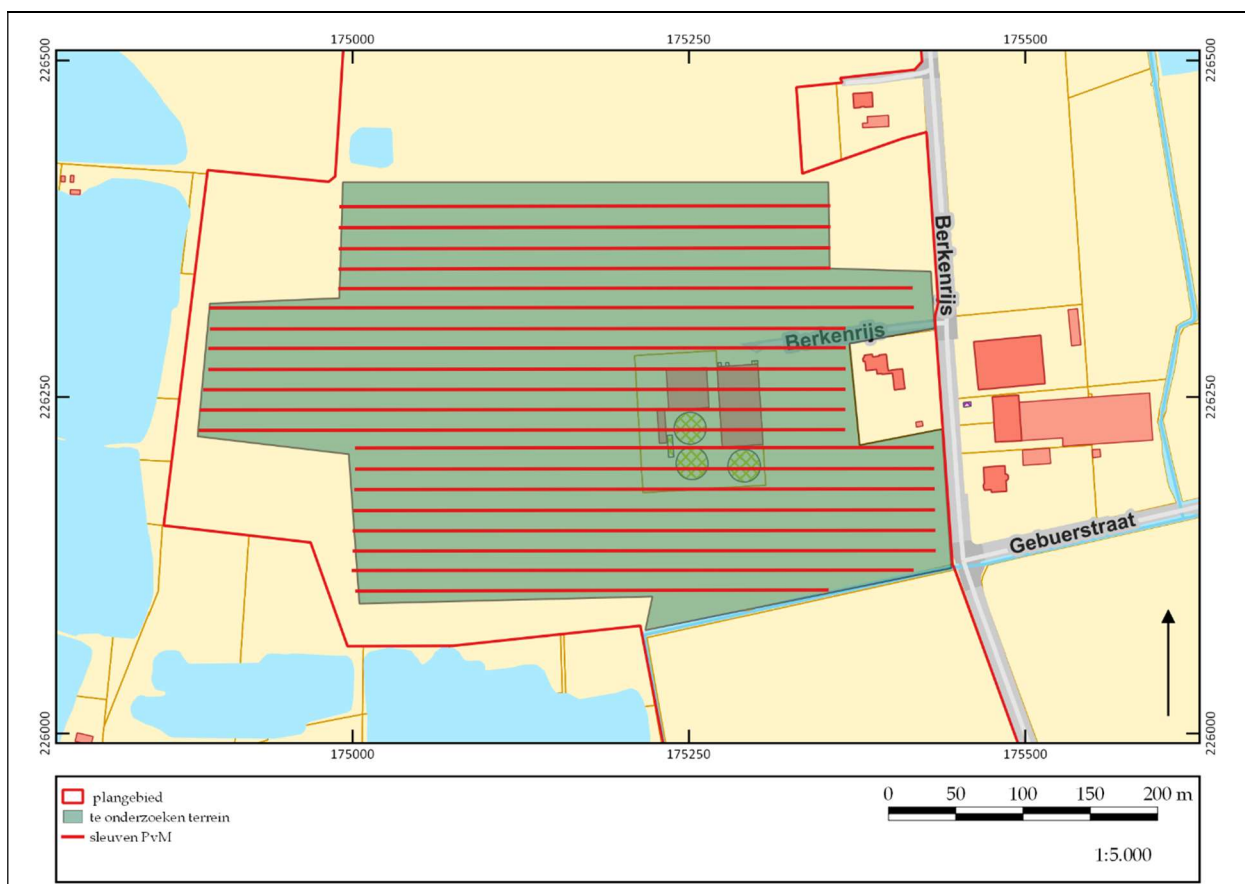 175000 175250 175500
226500 226500
Berkenrijs
Berkenrijs
226250 226250
Gebuerstraat
226000 226000
175000 175250 175500
plangebied
te onderzoeken terrein
sleuven PvM
0 50 100 150 200 m
1:5.000